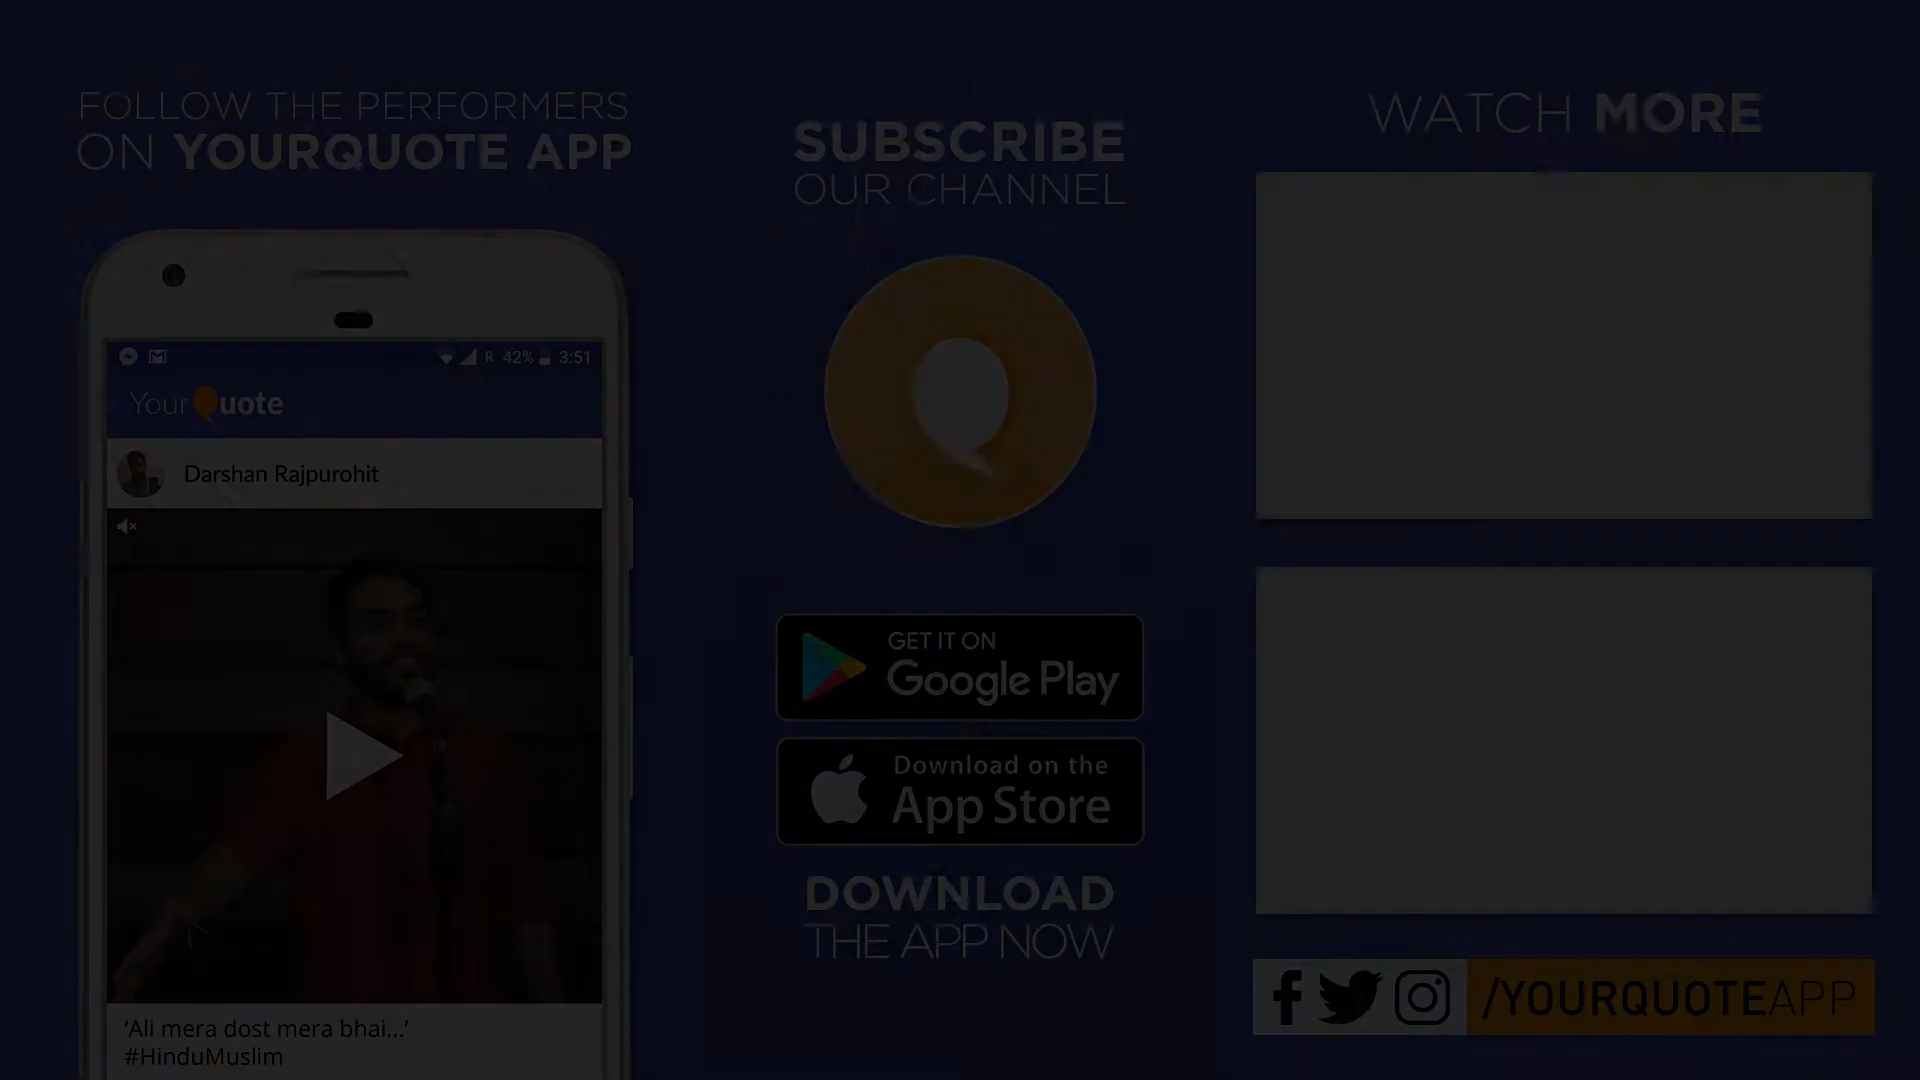 FOLLOW THE PERFORMERS
ON YOURQUOTE APP
R 42% 3:51
YourQuote
Darshan Rajpurohit
‘Ali mera dost mera bhai...’
#HinduMuslim
SUBSCRIBE
OUR CHANNEL
GET IT ON
Google Play
Download on the
App Store
DOWNLOAD
THE APP NOW
WATCH MORE
/YOURQUOTEAPP